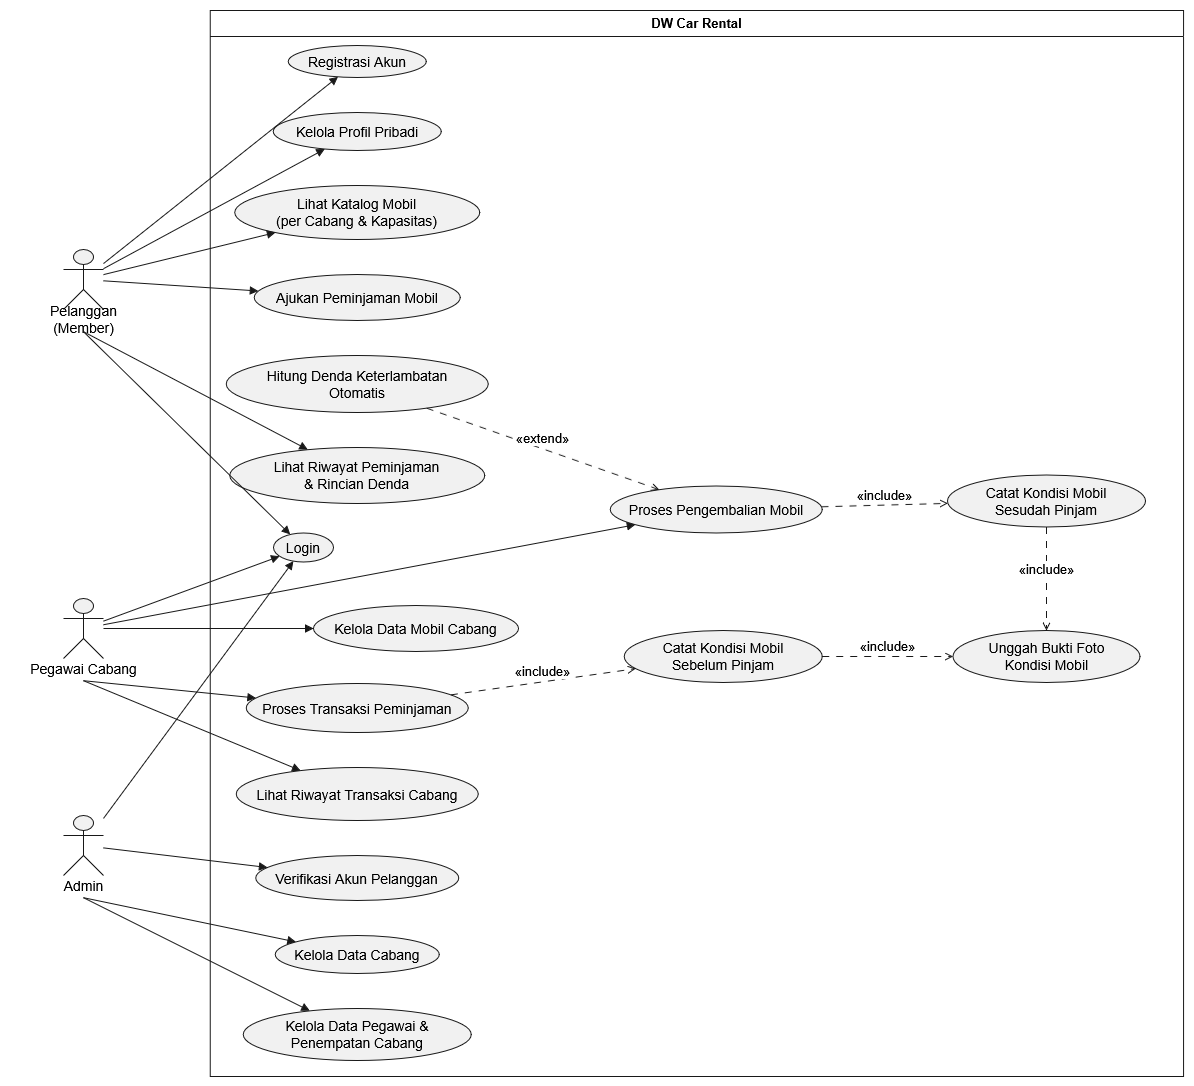 DW Car Rental
Registrasi Akun
Kelola Profil Pribadi
Lihat Katalog Mobil
(per Cabang & Kapasitas)
Pelanggan
(Member)
Ajukan Peminjaman Mobil
Hitung Denda Keterlambatan
Otomatis
«extend»
Lihat Riwayat Peminjaman
& Rincian Denda
Proses Pengembalian Mobil
«include»
Catat Kondisi Mobil
Sesudah Pinjam
Login
«include»
Pegawai Cabang
Kelola Data Mobil Cabang
Catat Kondisi Mobil
Sebelum Pinjam
«include»
Unggah Bukti Foto
Kondisi Mobil
«include»
Proses Transaksi Peminjaman
Lihat Riwayat Transaksi Cabang
Admin
Verifikasi Akun Pelanggan
Kelola Data Cabang
Kelola Data Pegawai &
Penempatan Cabang